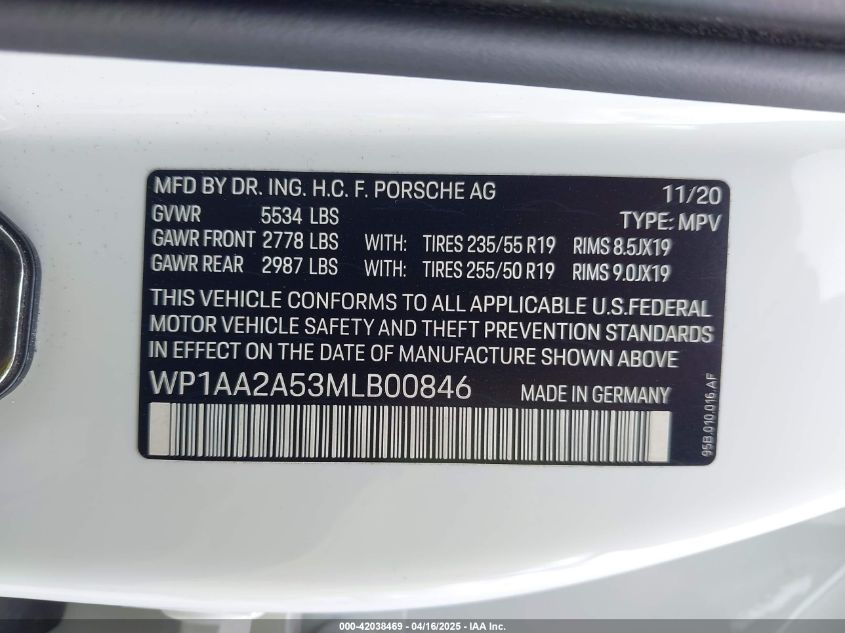 MFD BY DR. ING. H.C. F. PORSCHE AG 11/20
GVWR 5534 LBS TYPE: MPV
GAWR FRONT 2778 LBS WITH: TIRES 235/55 R19 RIMS 8.5JX19
GAWR REAR 2987 LBS WITH: TIRES 255/50 R19 RIMS 9.0JX19
THIS VEHICLE CONFORMS TO ALL APPLICABLE U.S.FEDERAL
MOTOR VEHICLE SAFETY AND THEFT PREVENTION STANDARDS
IN EFFECT ON THE DATE OF MANUFACTURE SHOWN ABOVE
WP1AA2A53MLB00846 MADE IN GERMANY
95B.010.016.AF
000-42038469 - 04/16/2025 - IAA Inc.